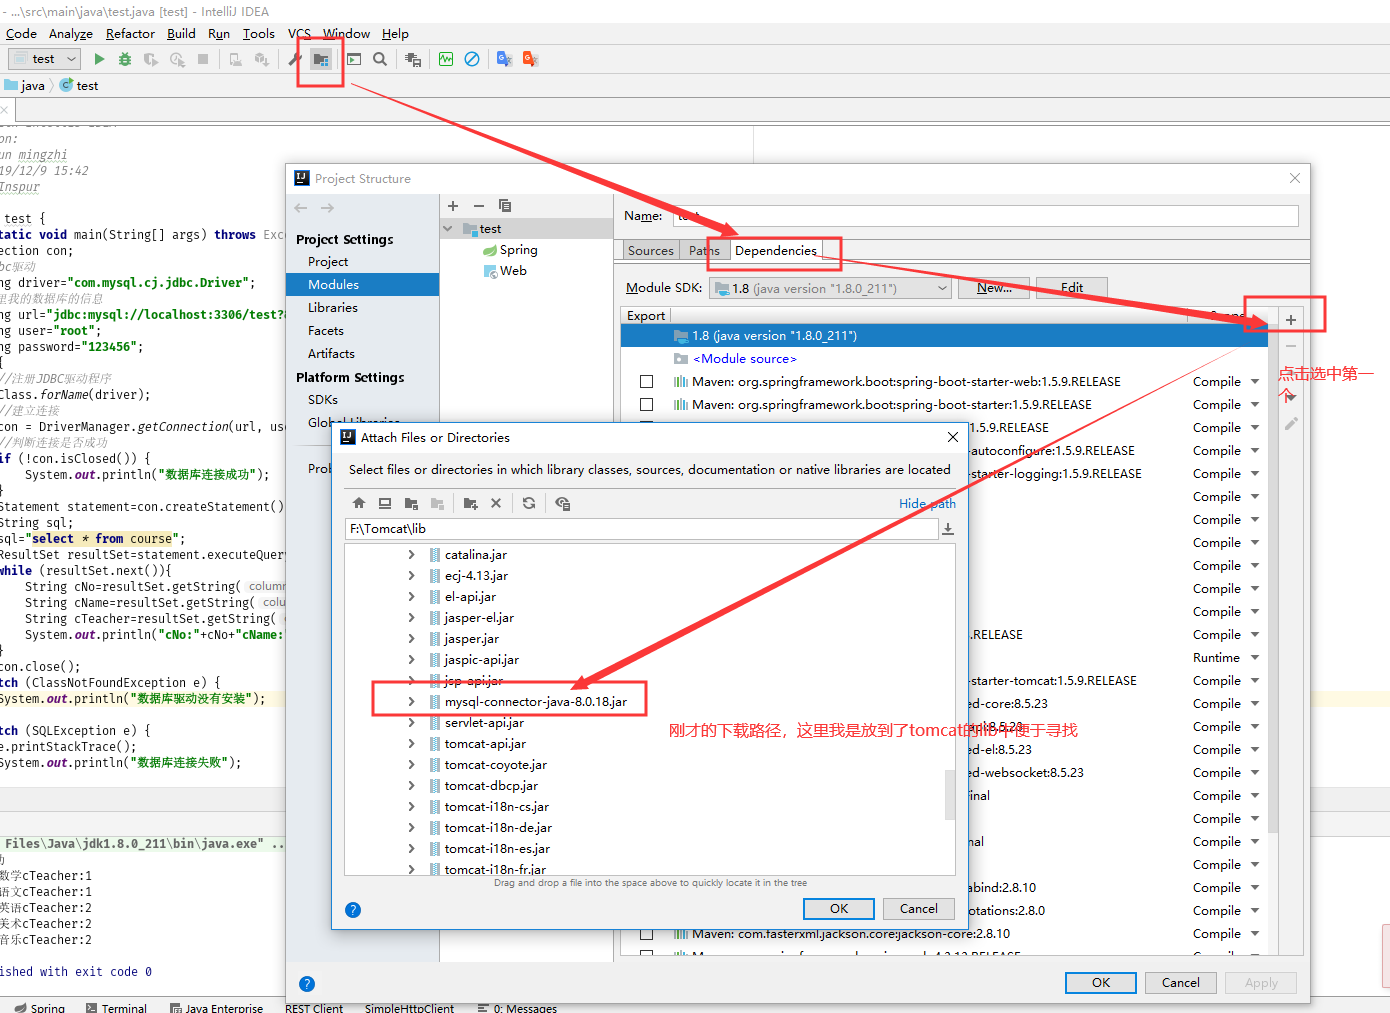 - ...\src\main\java\test.java [test] - IntelliJ IDEA
Code Analyze Refactor Build Run Tools VCS Window Help
test
java test
on:
un mingzhi
19/12/9 15:42
Inspur
test {
tatic void main(String[] args) throws Exc
ection con;
bc驱动
ng driver="com.mysql.cj.jdbc.Driver";
里我的数据库的信息
ng url="jdbc:mysql://localhost:3306/test?
ng user="root";
ng password="123456";
{
//注册JDBC驱动程序
Class.forName(driver);
//建立连接
con = DriverManager.getConnection(url, use
//判断连接是否成功
if (!con.isClosed()) {
System.out.println("数据库连接成功");
}
Statement statement=con.createStatement()
String sql;
sql="select * from course";
ResultSet resultSet=statement.executeQuery
while (resultSet.next()){
String cNo=resultSet.getString( column
String cName=resultSet.getString( colu
String cTeacher=resultSet.getString(
System.out.println("cNo:"+cNo+"cName:
}
con.close();
tch (ClassNotFoundException e) {
System.out.println("数据库驱动没有安装");
tch (SQLException e) {
e.printStackTrace();
System.out.println("数据库连接失败");
Files\Java\jdk1.8.0_211\bin\java.exe" ..
功
数学cTeacher:1
语文cTeacher:1
英语cTeacher:2
美术cTeacher:2
音乐cTeacher:2
ished with exit code 0
Spring Terminal Java Enterprise REST Client SimpleHttpClient 0: Messages
Project Structure
Project Settings
Project
Modules
Libraries
Facets
Artifacts
Platform Settings
SDKs
Global Libraries
Prob
test
Spring
Web
Name: test
Sources Paths Dependencies
Module SDK: 1.8 (java version "1.8.0_211") New... Edit
Export Scope
1.8 (java version "1.8.0_211")
<Module source>
Maven: org.springframework.boot:spring-boot-starter-web:1.5.9.RELEASE Compile
Maven: org.springframework.boot:spring-boot-starter:1.5.9.RELEASE Compile
1.5.9.RELEASE Compile
-autoconfigure:1.5.9.RELEASE Compile
-starter-logging:1.5.9.RELEASE Compile
Compile
Compile
Compile
Compile
Compile
Compile
.RELEASE Compile
Runtime
-starter-tomcat:1.5.9.RELEASE Compile
ed-core:8.5.23 Compile
api:8.5.23 Compile
ed-el:8.5.23 Compile
ed-websocket:8.5.23 Compile
inal Compile
Compile
nal Compile
Compile
abind:2.8.10 Compile
otations:2.8.0 Compile
Maven: com.fasterxml.jackson.core:jackson-core:2.8.10 Compile
点击选中第一
个
OK Cancel Apply
Attach Files or Directories
Select files or directories in which library classes, sources, documentation or native libraries are located
Hide path
F:\Tomcat\lib
catalina.jar
ecj-4.13.jar
el-api.jar
jasper-el.jar
jasper.jar
jaspic-api.jar
jsp-api.jar
mysql-connector-java-8.0.18.jar
servlet-api.jar
tomcat-api.jar
tomcat-coyote.jar
tomcat-dbcp.jar
tomcat-i18n-cs.jar
tomcat-i18n-de.jar
tomcat-i18n-es.jar
tomcat-i18n-fr.jar
刚才的下载路径，这里我是放到了tomcat的lib下便于寻找
Drag and drop a file into the space above to quickly locate it in the tree
OK Cancel